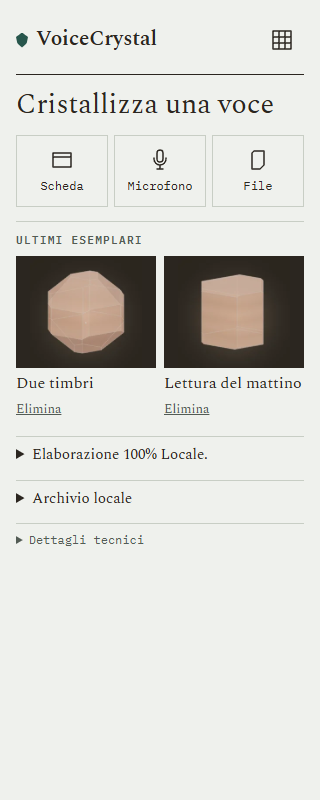 VoiceCrystal
Cristallizza una voce
Scheda
Microfono
File
ULTIMI ESEMPLARI
Due timbri
Lettura del mattino
Elimina
Elimina
Elaborazione 100% Locale.
Archivio locale
Dettagli tecnici